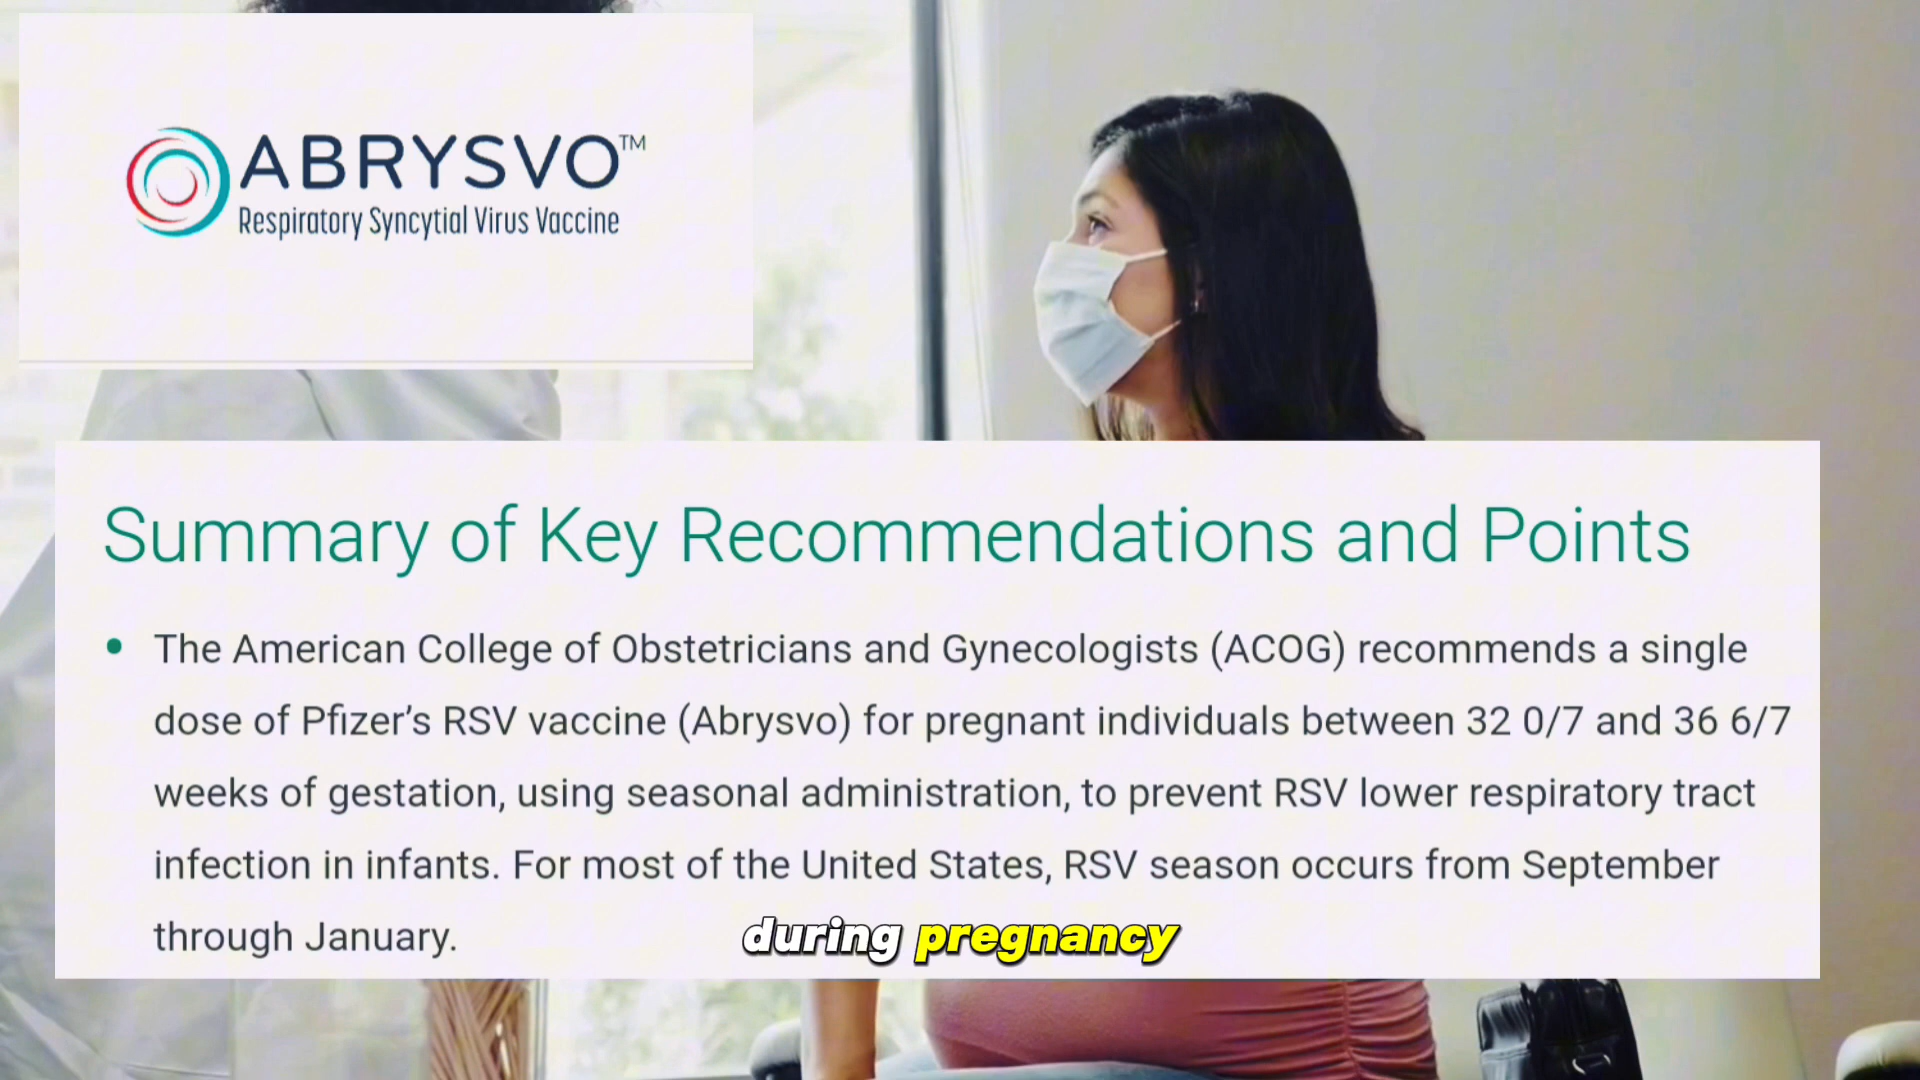 ABRYSVO™
Respiratory Syncytial Virus Vaccine
Summary of Key Recommendations and Points
• The American College of Obstetricians and Gynecologists (ACOG) recommends a single
dose of Pfizer’s RSV vaccine (Abrysvo) for pregnant individuals between 32 0/7 and 36 6/7
weeks of gestation, using seasonal administration, to prevent RSV lower respiratory tract
infection in infants. For most of the United States, RSV season occurs from September
through January.
during pregnancy